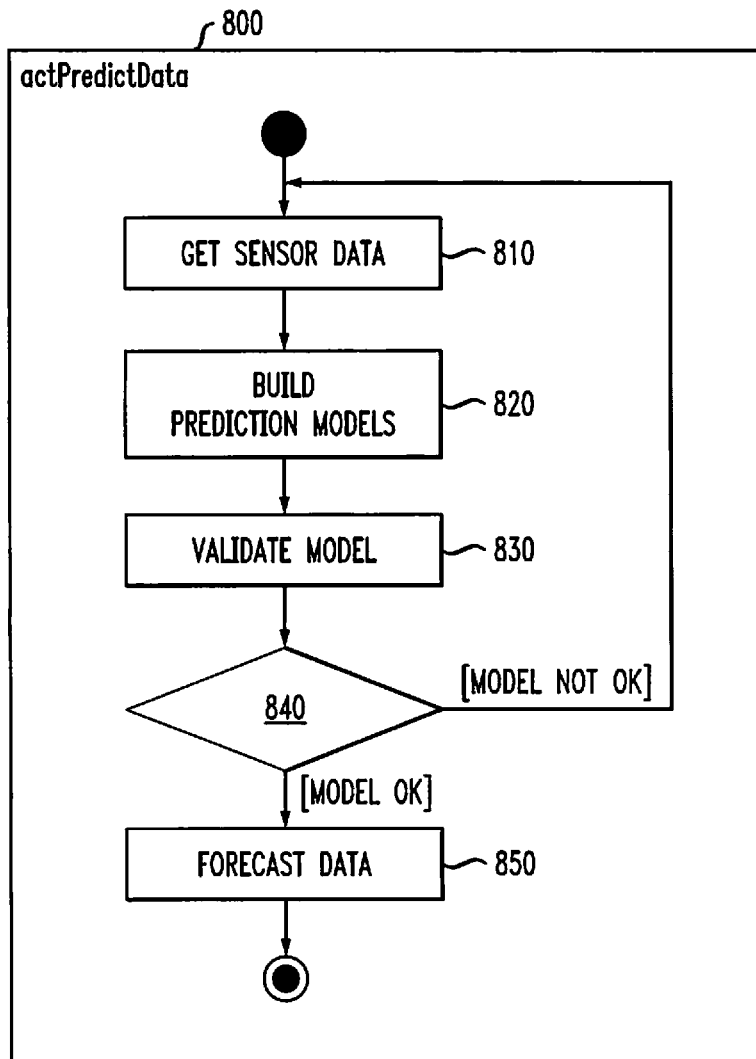 800
actPredictData
GET SENSOR DATA
810
BUILD
PREDICTION MODELS
820
VALIDATE MODEL
830
840
[MODEL NOT OK]
[MODEL OK]
FORECAST DATA
850